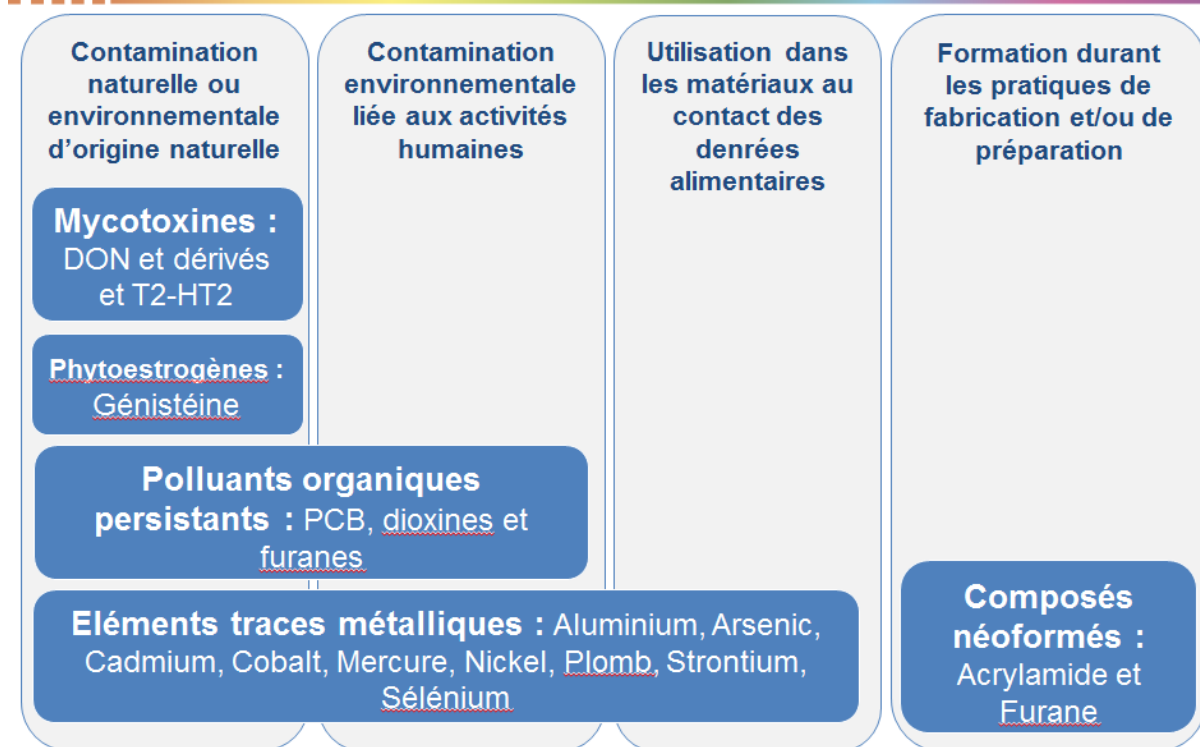 Contamination
naturelle ou
environnementale
d'origine naturelle
Contamination
environnementale
liée aux activités
humaines
Utilisation dans
les matériaux au
contact des
denrées
alimentaires
Formation durant
les pratiques de
fabrication et/ou de
préparation
Mycotoxines :
DON et dérivés
et T2-HT2
Phytoestrogènes :
Génistéine
Polluants organiques
persistants : PCB, dioxines et
furanes
Eléments traces métalliques : Aluminium, Arsenic,
Cadmium, Cobalt, Mercure, Nickel, Plomb, Strontium,
Sélénium
Composés
néoformés :
Acrylamide et
Furane